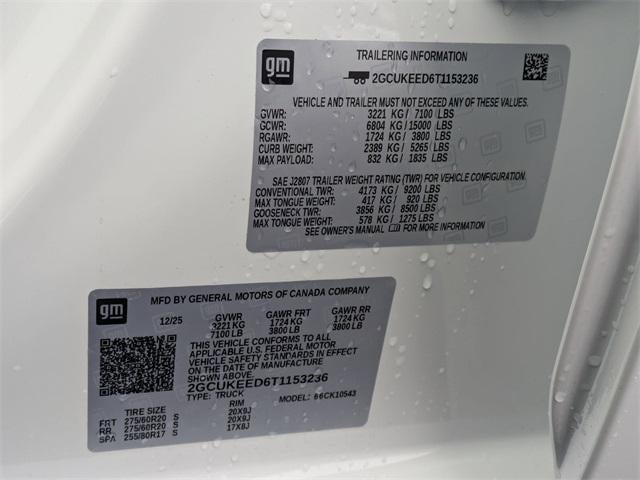 gm
TRAILERING INFORMATION
2GCUKEED6T1153236
VEHICLE AND TRAILER MUST NOT EXCEED ANY OF THESE VALUES.
GVWR: 3221 KG/ 7100 LBS
GCWR: 6804 KG/ 15000 LBS
RGAWR: 1724 KG/ 3800 LBS
CURB WEIGHT: 2389 KG/ 5265 LBS
MAX PAYLOAD: 832 KG/ 1835 LBS
SAE J2807 TRAILER WEIGHT RATING (TWR) FOR VEHICLE CONFIGURATION.
CONVENTIONAL TWR: 4173 KG/ 9200 LBS
MAX TONGUE WEIGHT: 417 KG/ 920 LBS
GOOSENECK TWR: 3856 KG/ 8500 LBS
MAX TONGUE WEIGHT: 578 KG/ 1275 LBS
SEE OWNER'S MANUAL FOR MORE INFORMATION
gm
MFD BY GENERAL MOTORS OF CANADA COMPANY
12/25 GVWR GAWR FRT GAWR RR
3221 KG 1724 KG 1724 KG
7100 LB 3800 LB 3800 LB
THIS VEHICLE CONFORMS TO ALL
APPLICABLE U.S. FEDERAL MOTOR
VEHICLE SAFETY STANDARDS IN EFFECT
ON THE DATE OF MANUFACTURE
SHOWN ABOVE.
2GCUKEED6T1153236
TYPE: TRUCK MODEL: 66CK10543
TIRE SIZE RIM
FRT 275/60R20 S 20X9J
RR 275/60R20 S 20X9J
SPA 255/80R17 S 17X8J